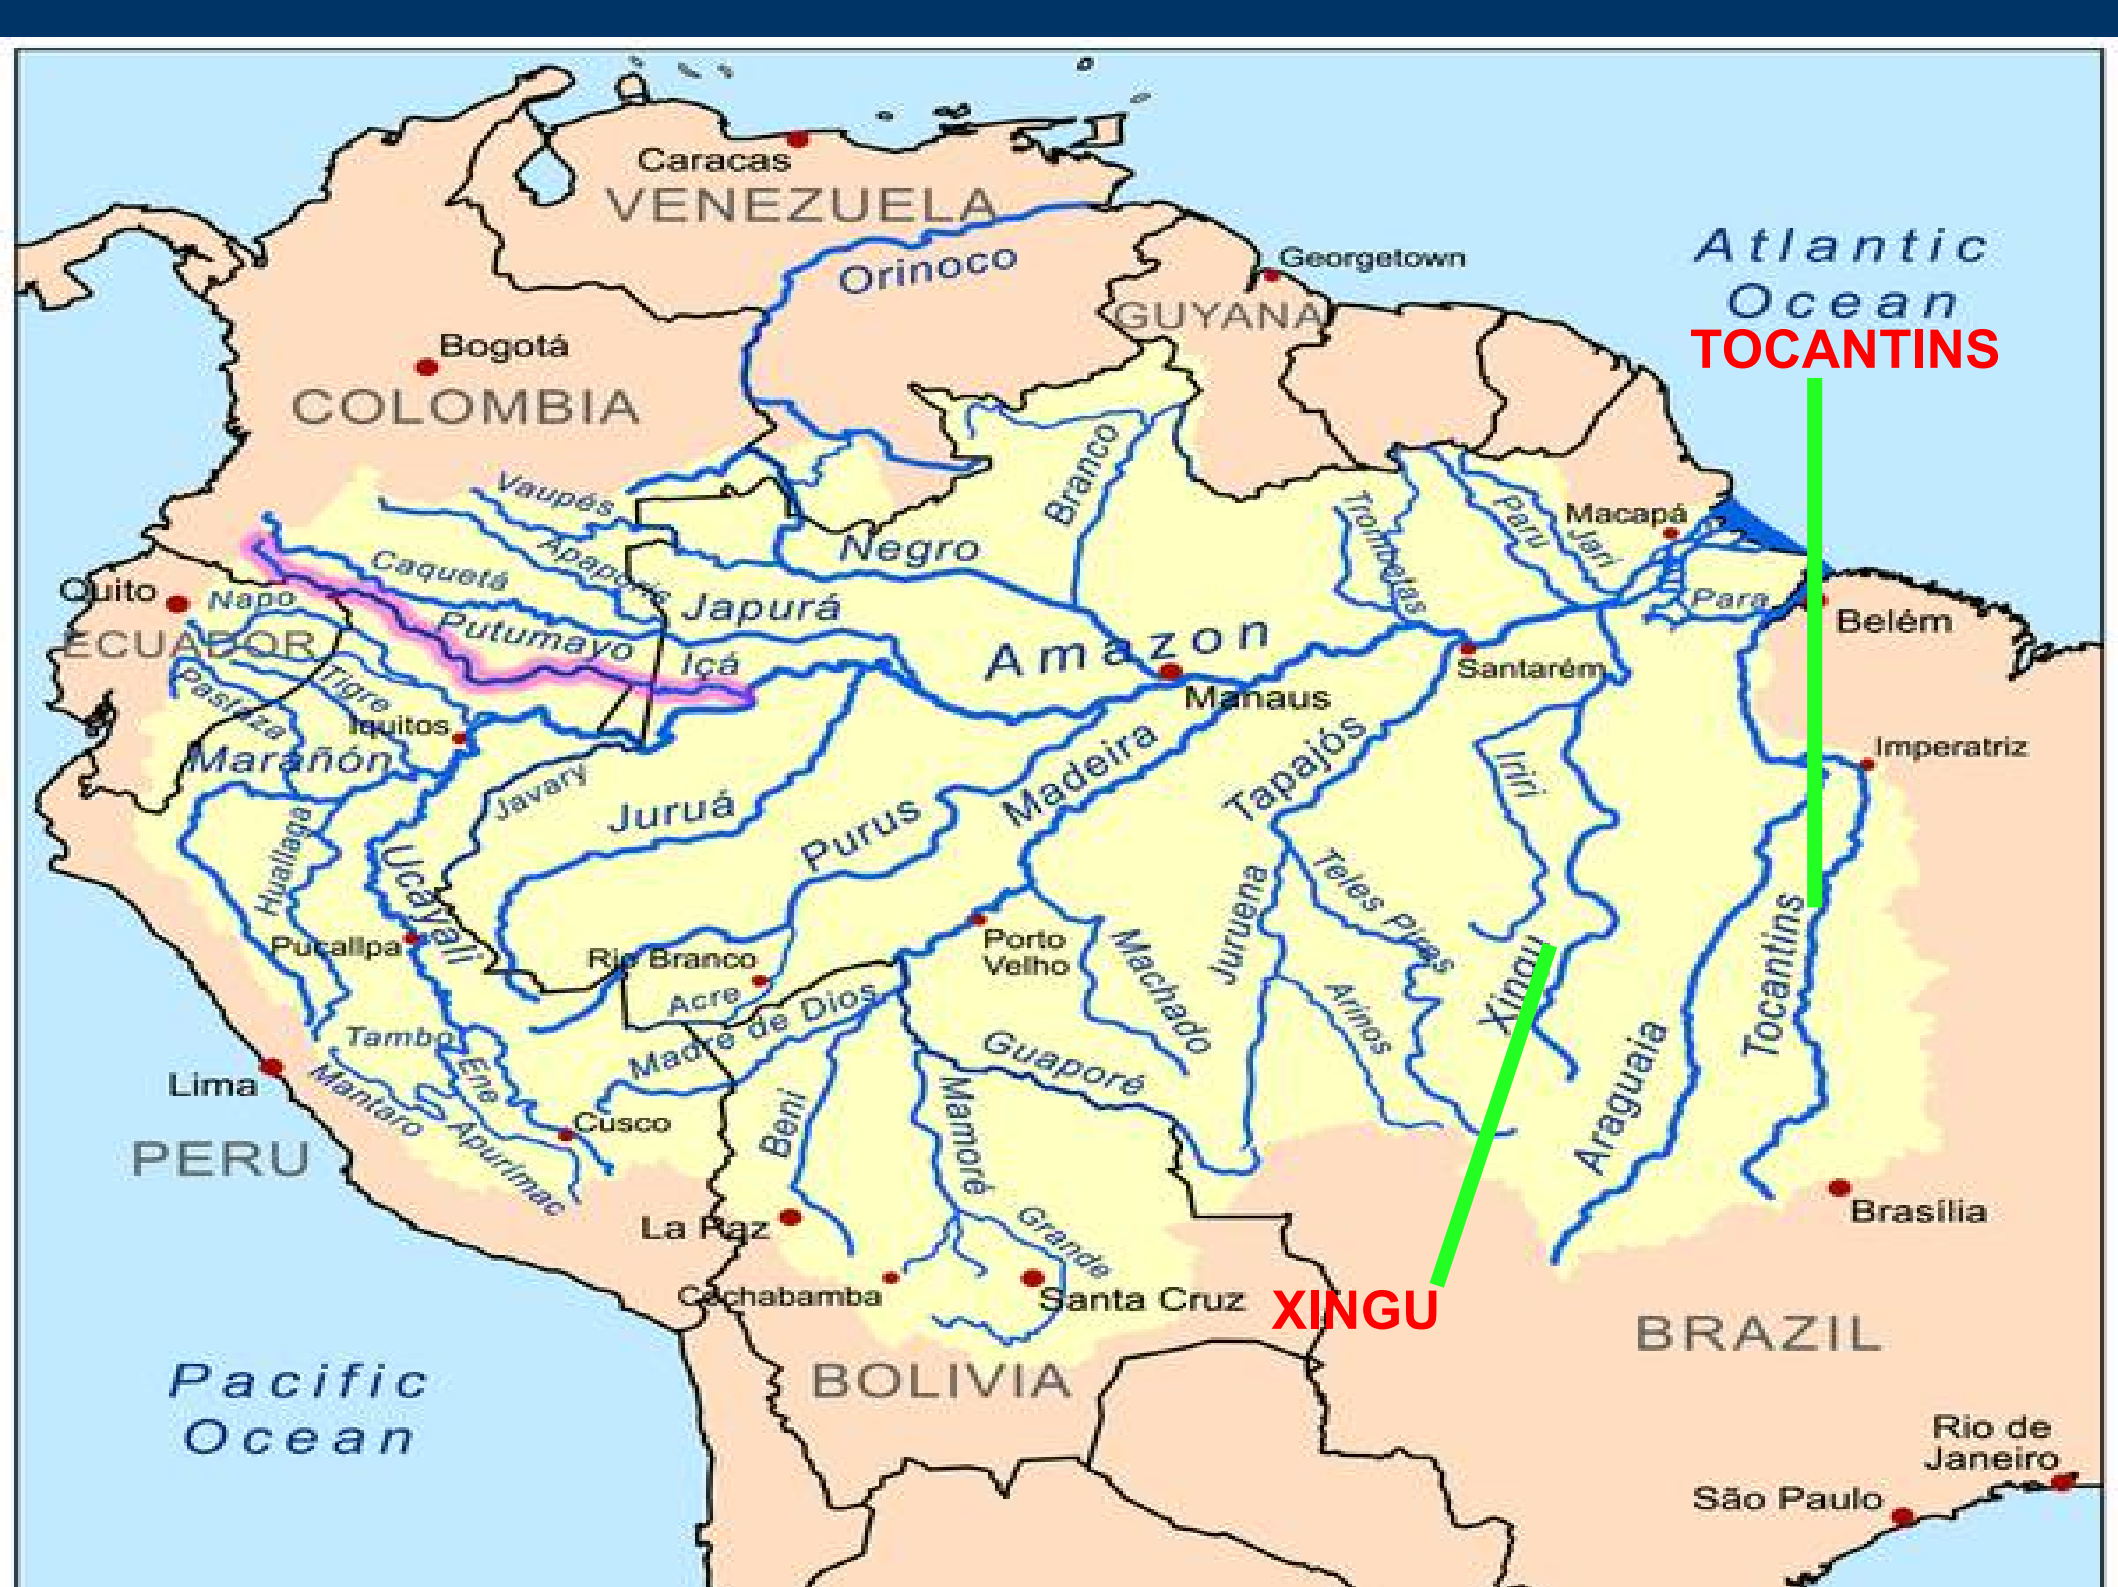 Caracas
VENEZUELA
Orinoco
Georgetown
Atlantic
Ocean
TOCANTINS
GUYANA
Bogotá
COLOMBIA
Branco
Vaupés
Trombetas
Paru
Jari
Macapá
Apaporis
Negro
Caquetá
Quito
Napo
Japurá
Para
Belém
Putumayo
ECUADOR
Içá
Amazon
Santarém
Pastaza
Tigre
Iquitos
Manaus
Marañón
Javary
Juruá
Purus
Madeira
Tapajós
Iriri
Imperatriz
Huallaga
Ucayali
Pucallpa
Rio Branco
Acre
Porto
Velho
Machado
Juruena
Teles Piras
Arinos
Xingu
Tocantins
Araguaia
Tambo
Ene
Madre de Dios
Guaporé
Lima
Mantaro
Apurimac
Cusco
Beni
Mamoré
PERU
La Paz
Grande
Brasília
Cachabamba
Santa Cruz
XINGU
BRAZIL
BOLIVIA
Pacific
Ocean
Rio de
Janeiro
São Paulo